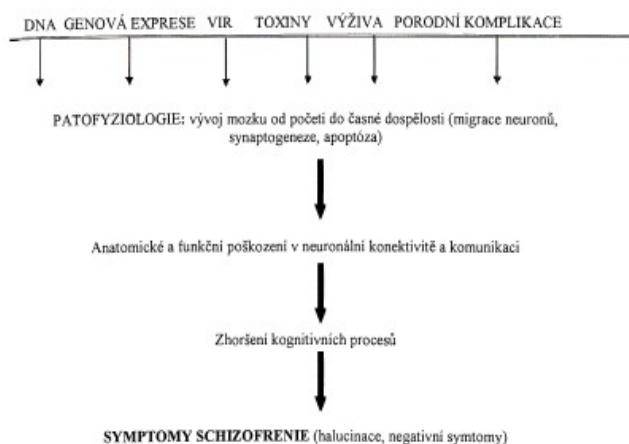 DNA GENOVÁ EXPRESE VIR TOXINY VÝŽIVA PORODNÍ KOMPLIKACE
PATOFYZIOLOGIE: vývoj mozku od početí do časné dospělosti (migrace neuronů,
synaptogeneze, apoptóza)
Anatomické a funkční poškození v neuronální konektivitě a komunikaci
Zhoršení kognitivních procesů
SYMPTOMY SCHIZOFRENIE (halucinace, negativní symtomy)